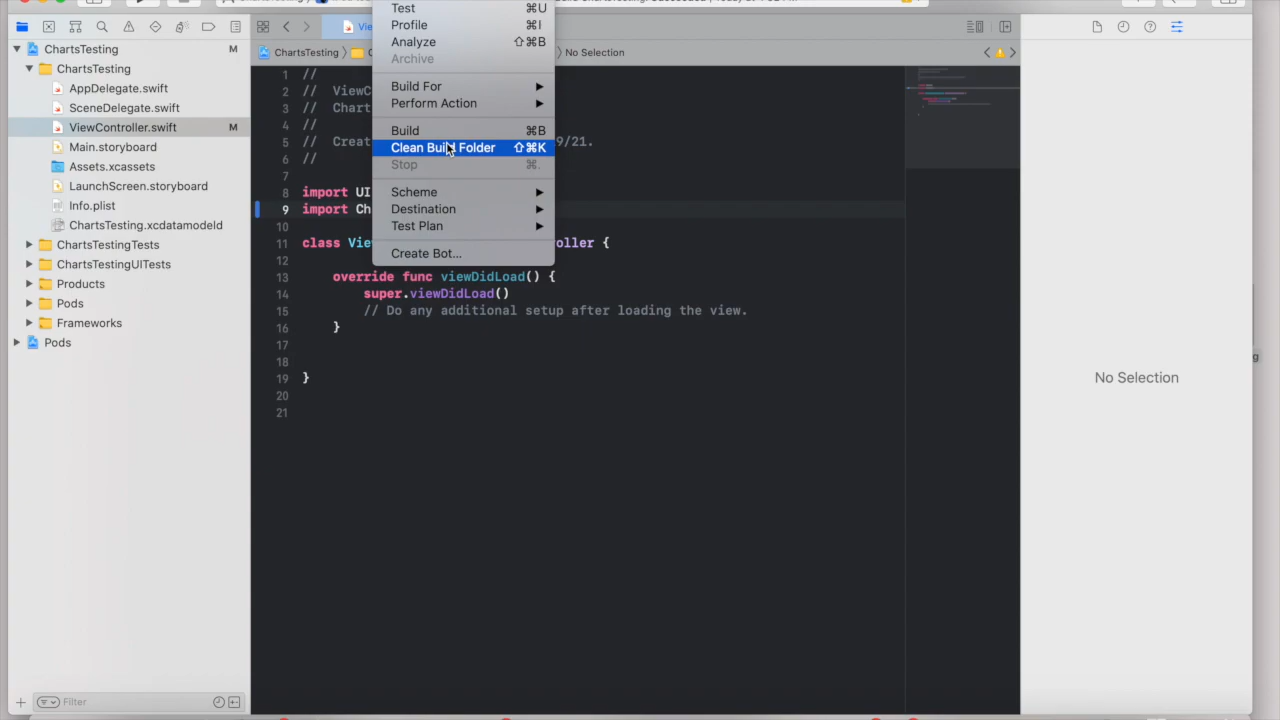 Test ⌘U
Profile ⌘I
Analyze ⇧⌘B
Archive
Build For
Perform Action
Build ⌘B
Clean Build Folder ⇧⌘K
Stop ⌘.
Scheme
Destination
Test Plan
Create Bot...
ChartsTesting M
ChartsTesting
AppDelegate.swift
SceneDelegate.swift
ViewController.swift M
Main.storyboard
Assets.xcassets
LaunchScreen.storyboard
Info.plist
ChartsTesting.xcdatamodeld
ChartsTestingTests
ChartsTestingUITests
Products
Pods
Frameworks
Pods
Filter
Vie
ChartsTesting No Selection
1 //
2 // ViewC
3 // Chart
4 //
5 // Creat 9/21.
6 //
7
8 import UI
9 import Ch
10
11 class Vie oller {
12
13 override func viewDidLoad() {
14 super.viewDidLoad()
15 // Do any additional setup after loading the view.
16 }
17
18
19 }
20
21
No Selection